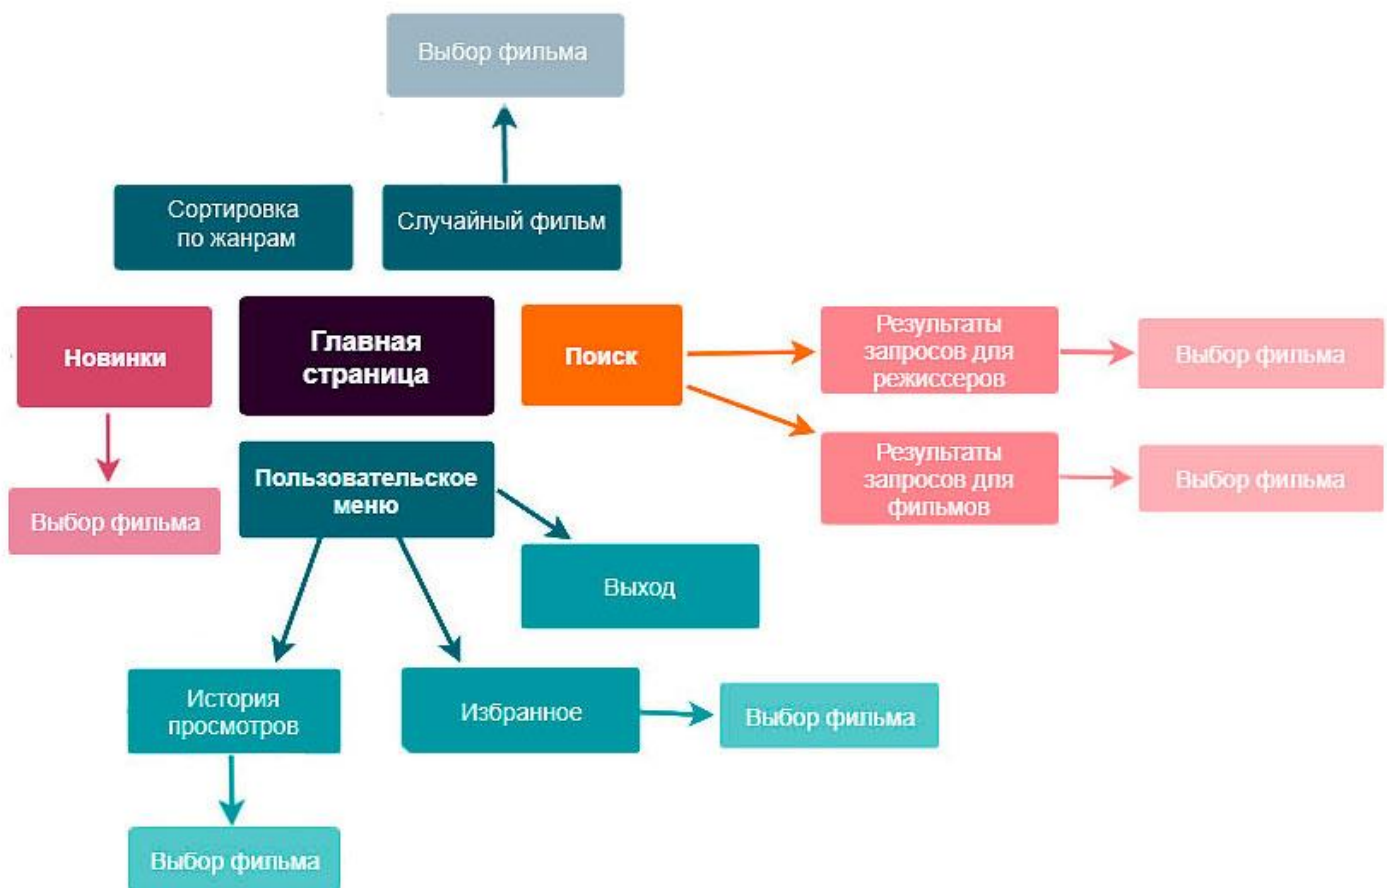 Выбор фильма
Сортировка
по жанрам
Случайный фильм
Новинки
Главная
страница
Поиск
Результаты
запросов для
режиссеров
Выбор фильма
Результаты
запросов для
фильмов
Выбор фильма
Выбор фильма
Пользовательское
меню
Выход
История
просмотров
Избранное
Выбор фильма
Выбор фильма